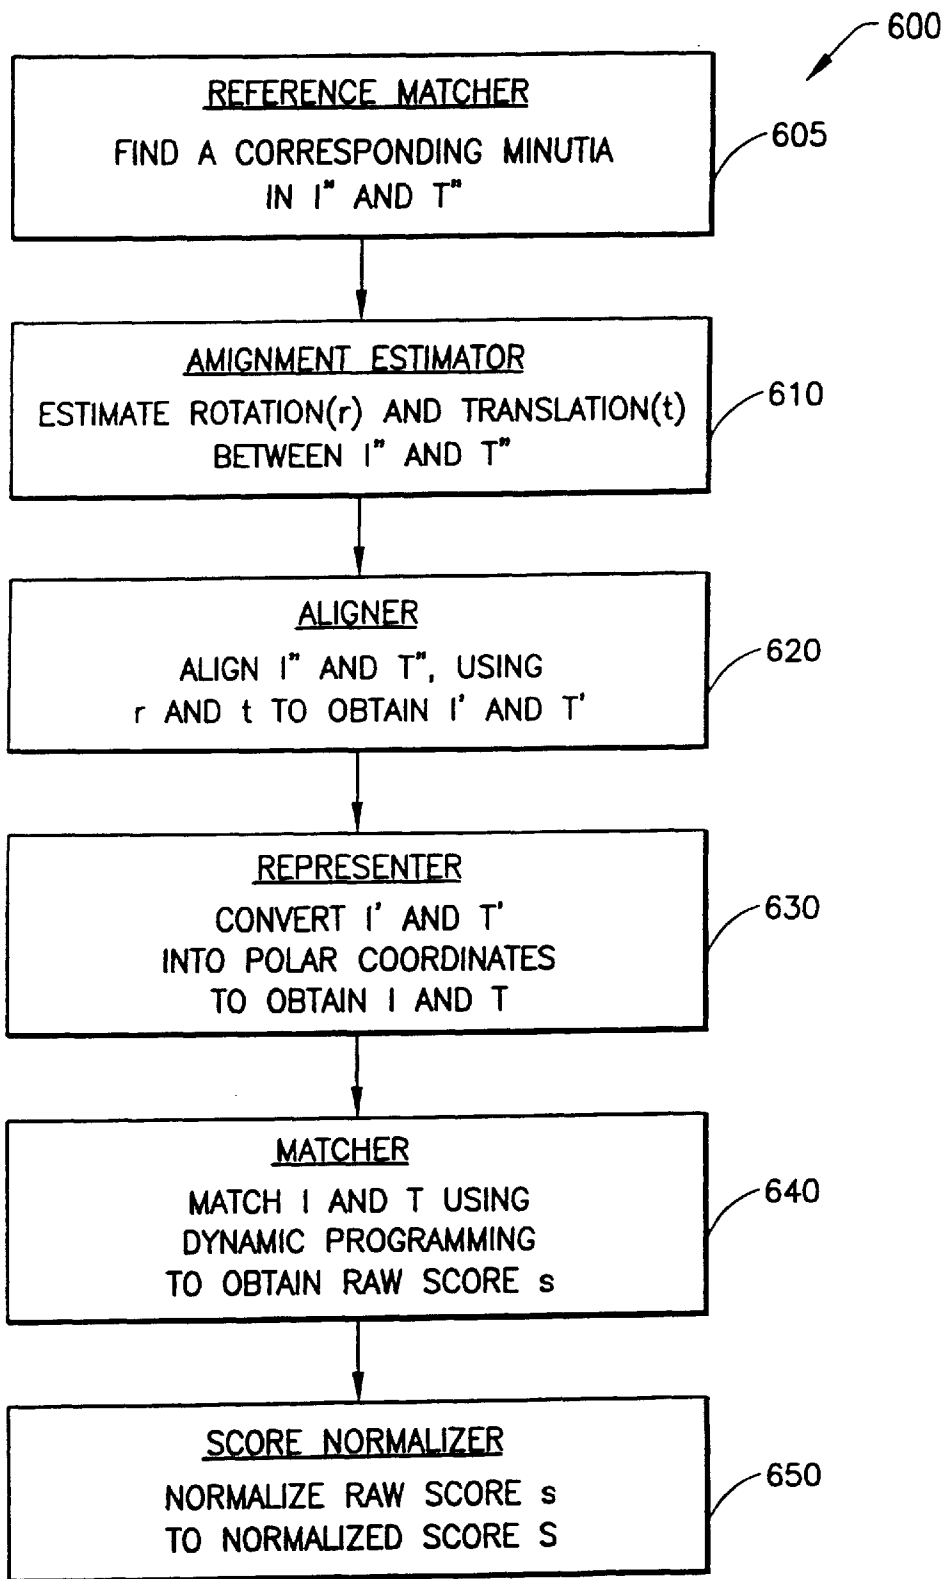 600
REFERENCE MATCHER
FIND A CORRESPONDING MINUTIA
IN I" AND T"
605
AMIGNMENT ESTIMATOR
ESTIMATE ROTATION(r) AND TRANSLATION(t)
BETWEEN I" AND T"
610
ALIGNER
ALIGN I" AND T", USING
r AND t TO OBTAIN I' AND T'
620
REPRESENTER
CONVERT I' AND T'
INTO POLAR COORDINATES
TO OBTAIN I AND T
630
MATCHER
MATCH I AND T USING
DYNAMIC PROGRAMMING
TO OBTAIN RAW SCORE s
640
SCORE NORMALIZER
NORMALIZE RAW SCORE s
TO NORMALIZED SCORE S
650